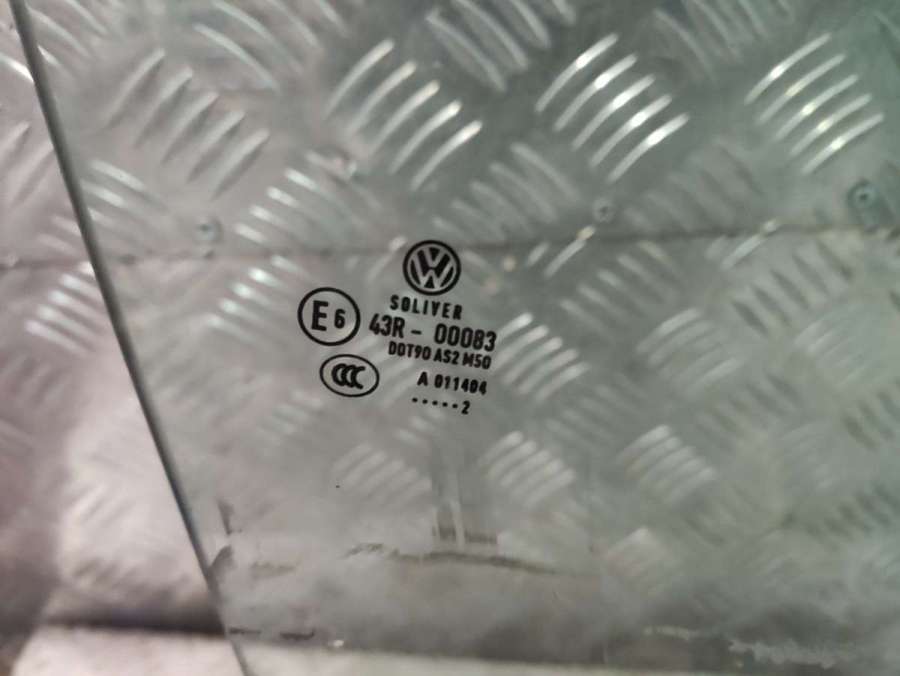 VW
SOLIVER
E6
43R - 00083
DOT90 AS2 M50
CCC
A 011404
.....2